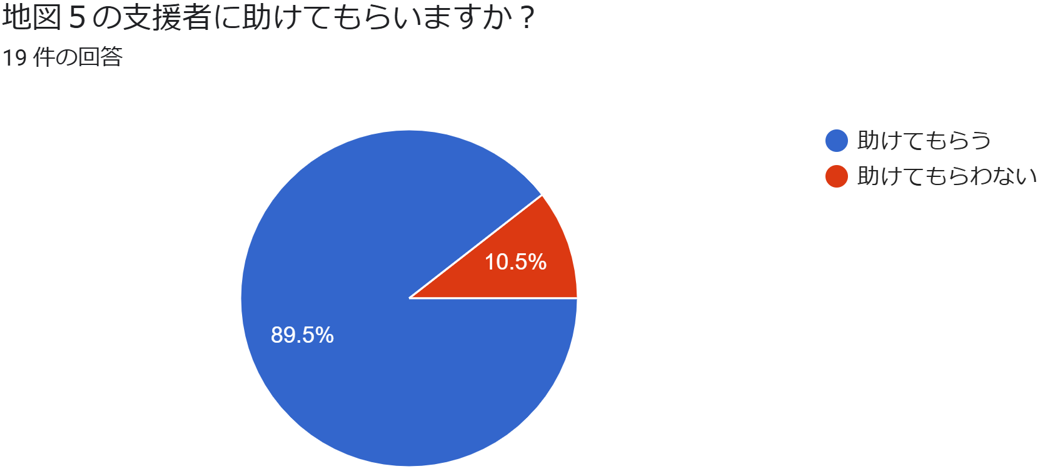 地図５の支援者に助けてもらいますか？
19 件の回答
助けてもらう
助けてもらわない
10.5%
89.5%